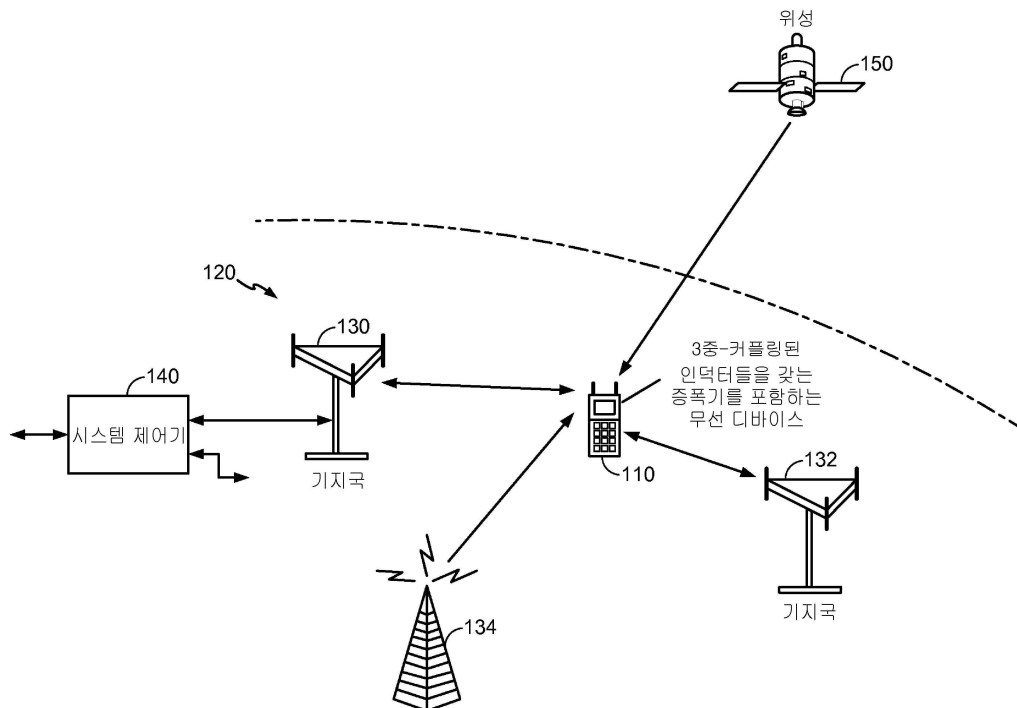 위성
150
120
130
140
시스템 제어기
기지국
3중-커플링된
인덕터들을 갖는
증폭기를 포함하는
무선 디바이스
110
132
기지국
134